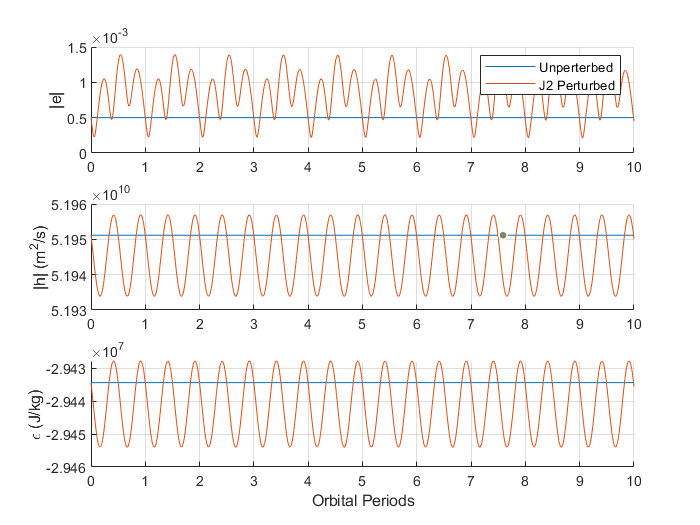 ×10⁻³
1.5
1
0.5
0
|e|
Unperterbed
J2 Perturbed
0 1 2 3 4 5 6 7 8 9 10
×10¹⁰
5.196
5.195
5.194
5.193
|h| (m²/s)
0 1 2 3 4 5 6 7 8 9 10
×10⁷
-2.943
-2.944
-2.945
-2.946
ϵ (J/kg)
0 1 2 3 4 5 6 7 8 9 10
Orbital Periods